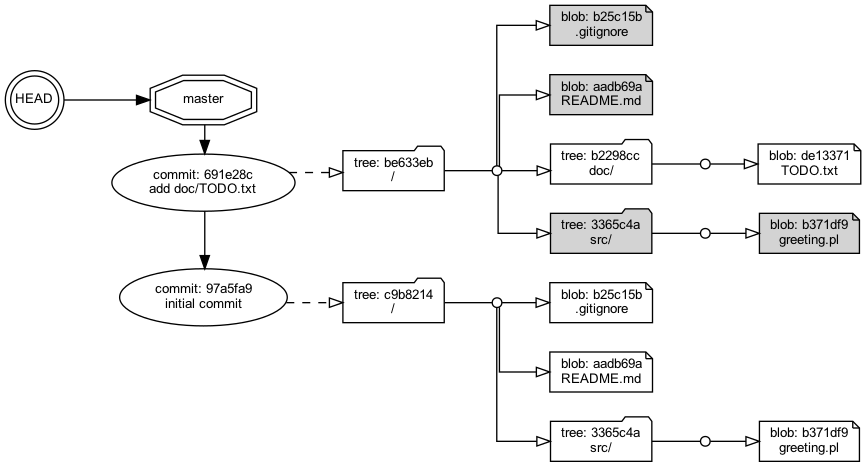 blob: b25c15b
.gitignore
HEAD
master
blob: aadb69a
README.md
commit: 691e28c
add doc/TODO.txt
tree: be633eb
/
tree: b2298cc
doc/
blob: de13371
TODO.txt
tree: 3365c4a
src/
blob: b371df9
greeting.pl
commit: 97a5fa9
initial commit
tree: c9b8214
/
blob: b25c15b
.gitignore
blob: aadb69a
README.md
tree: 3365c4a
src/
blob: b371df9
greeting.pl